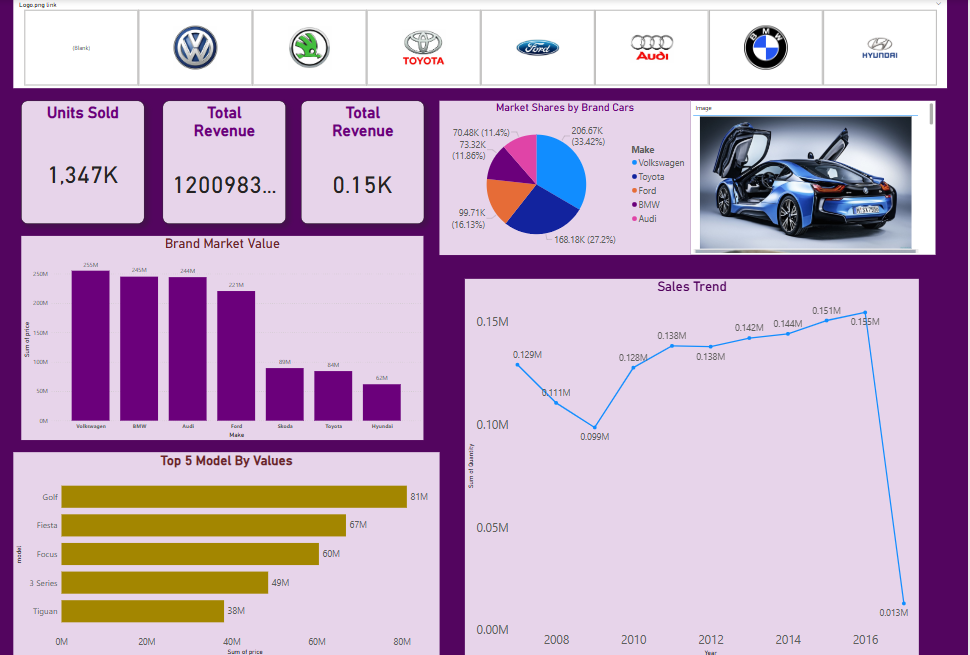 Logo.png link
(Blank)
TOYOTA
Ford
Audi
BMW
HYUNDAI
Units Sold
1,347K
Total
Revenue
1200983...
Total
Revenue
0.15K
Market Shares by Brand Cars
206.67K
(33.42%)
168.18K (27.2%)
99.71K
(16.13%)
73.32K
(11.86%)
70.48K (11.4%)
Make
Volkswagen
Toyota
Ford
BMW
Audi
Image
Brand Market Value
Sum of price
250M
200M
150M
100M
50M
0M
255M
245M
244M
221M
89M
84M
62M
Volkswagen
BMW
Audi
Ford
Skoda
Toyota
Hyundai
Make
Sales Trend
Sum of Quantity
0.15M
0.10M
0.05M
0.00M
0.129M
0.111M
0.099M
0.128M
0.138M
0.138M
0.142M
0.144M
0.151M
0.155M
0.013M
2008
2010
2012
2014
2016
Year
Top 5 Model By Values
model
Golf
81M
Fiesta
67M
Focus
60M
3 Series
49M
Tiguan
38M
0M
20M
40M
60M
80M
Sum of price